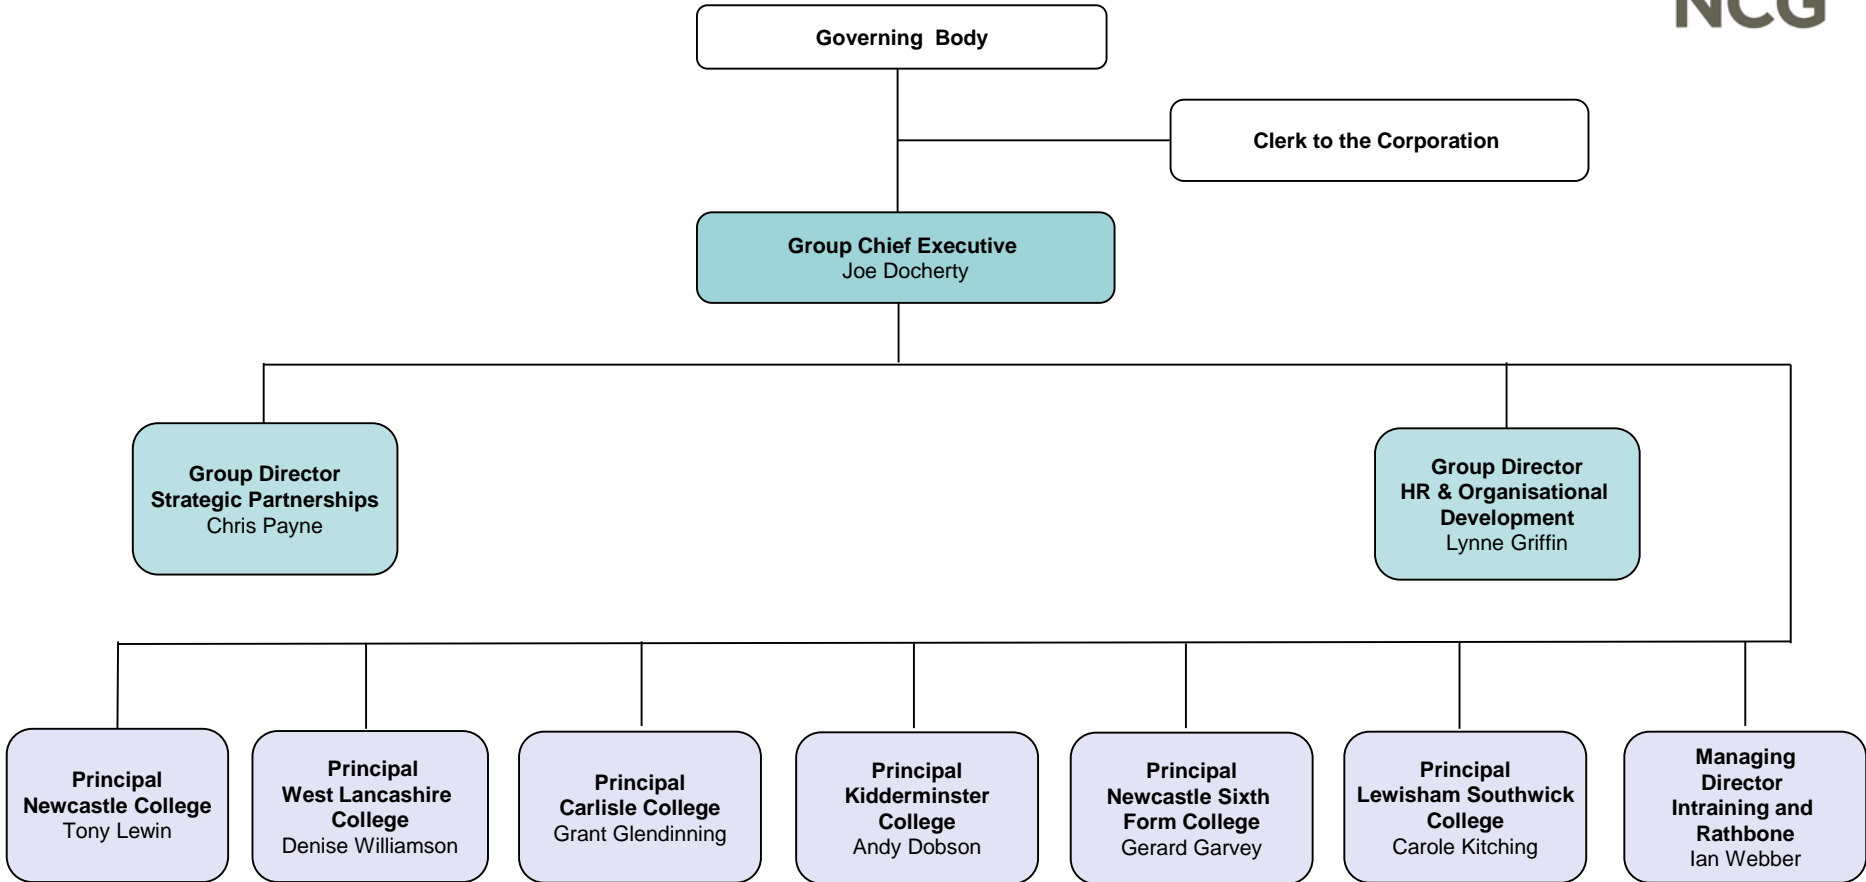 NCG
Governing Body
Clerk to the Corporation
Group Chief Executive
Joe Docherty
Group Director
Strategic Partnerships
Chris Payne
Group Director
HR & Organisational
Development
Lynne Griffin
Principal
Newcastle College
Tony Lewin
Principal
West Lancashire
College
Denise Williamson
Principal
Carlisle College
Grant Glendinning
Principal
Kidderminster
College
Andy Dobson
Principal
Newcastle Sixth
Form College
Gerard Garvey
Principal
Lewisham Southwick
College
Carole Kitching
Managing
Director
Intraining and
Rathbone
Ian Webber